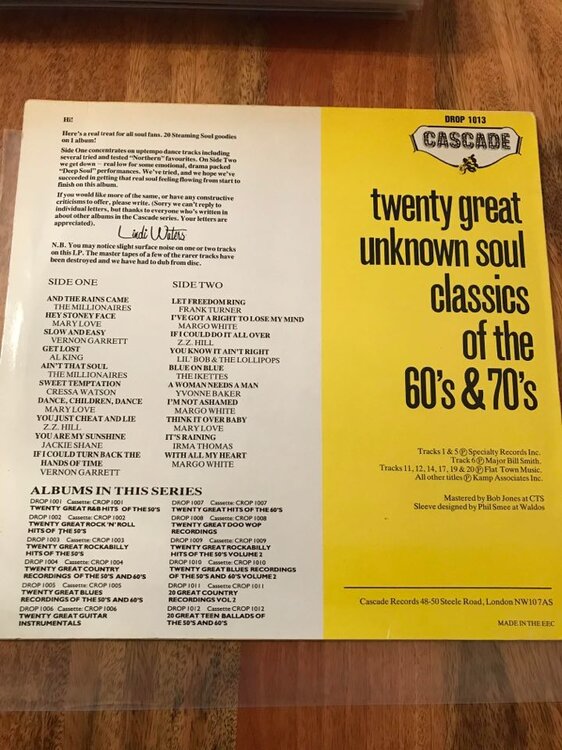 Hi!
Here's a real treat for all soul fans. 20 Steaming Soul goodies
on 1 album!
Side One concentrates on uptempo dance tracks including
several tried and tested "Northern" favourites. On Side Two
we get down – real low for some emotional, drama packed
"Deep Soul" performances. We've tried, and we hope we've
succeeded in getting that real soul feeling flowing from start to
finish on this album.
If you would like more of the same, or have any constructive
criticisms to offer, please write. (Sorry we can't reply to
individual letters, but thanks to everyone who's written in
about other albums in the Cascade series. Your letters are
appreciated).
Lindi Waters
N.B. You may notice slight surface noise on one or two tracks
on this LP. The master tapes of a few of the rarer tracks have
been destroyed and we have had to dub from disc.
SIDE ONE
AND THE RAINS CAME
THE MILLIONAIRES
HEY STONEY FACE
MARY LOVE
SLOW AND EASY
VERNON GARRETT
GET LOST
AL KING
AIN'T THAT SOUL
THE MILLIONAIRES
SWEET TEMPTATION
CRESSA WATSON
DANCE, CHILDREN, DANCE
MARY LOVE
YOU JUST CHEAT AND LIE
Z.Z. HILL
YOU ARE MY SUNSHINE
JACKIE SHANE
IF I COULD TURN BACK THE
HANDS OF TIME
VERNON GARRETT
SIDE TWO
LET FREEDOM RING
FRANK TURNER
I'VE GOT A RIGHT TO LOSE MY MIND
MARGO WHITE
IF I COULD DO IT ALL OVER
Z.Z. HILL
YOU KNOW IT AIN'T RIGHT
LIL' BOB & THE LOLLIPOPS
BLUE ON BLUE
THE IKETTES
A WOMAN NEEDS A MAN
YVONNE BAKER
I'M NOT ASHAMED
MARGO WHITE
THINK IT OVER BABY
MARY LOVE
IT'S RAINING
IRMA THOMAS
WITH ALL MY HEART
MARGO WHITE
ALBUMS IN THIS SERIES
DROP 1001 Cassette: CROP 1001
TWENTY GREAT R&B HITS OF THE 50'S
DROP 1002 Cassette: CROP 1002
TWENTY GREAT ROCK 'N' ROLL
HITS OF THE 50'S
DROP 1003 Cassette: CROP 1003
TWENTY GREAT ROCKABILLY
HITS OF THE 50'S
DROP 1004 Cassette: CROP 1004
TWENTY GREAT COUNTRY
RECORDINGS OF THE 50'S AND 60'S
DROP 1005 Cassette: CROP 1005
TWENTY GREAT BLUES
RECORDINGS OF THE 50'S AND 60'S
DROP 1006 Cassette: CROP 1006
TWENTY GREAT GUITAR
INSTRUMENTALS
DROP 1007 Cassette: CROP 1007
TWENTY GREAT HITS OF THE 60'S
DROP 1008 Cassette: CROP 1008
TWENTY GREAT DOO WOP
RECORDINGS
DROP 1009 Cassette: CROP 1009
TWENTY GREAT ROCKABILLY
HITS OF THE 50'S VOLUME 2
DROP 1010 Cassette: CROP 1010
TWENTY GREAT BLUES RECORDINGS
OF THE 50'S AND 60'S VOLUME 2
DROP 1011 Cassette: CROP 1011
20 GREAT COUNTRY
RECORDINGS VOL 2
DROP 1012 Cassette: CROP 1012
20 GREAT TEEN BALLADS OF
THE 50'S AND 60'S
DROP 1013
CASCADE
twenty great
unknown soul
classics
of the
60's & 70's
Tracks 1 & 5 Ⓟ Specialty Records Inc.
Track 6 Ⓟ Major Bill Smith.
Tracks 11, 12, 14, 17, 19 & 20 Ⓟ Flat Town Music.
All other titles Ⓟ Kamp Associates Inc.
Mastered by Bob Jones at CTS
Sleeve designed by Phil Smee at Waldos
Cascade Records 48-50 Steele Road, London NW10 7AS
MADE IN THE EEC